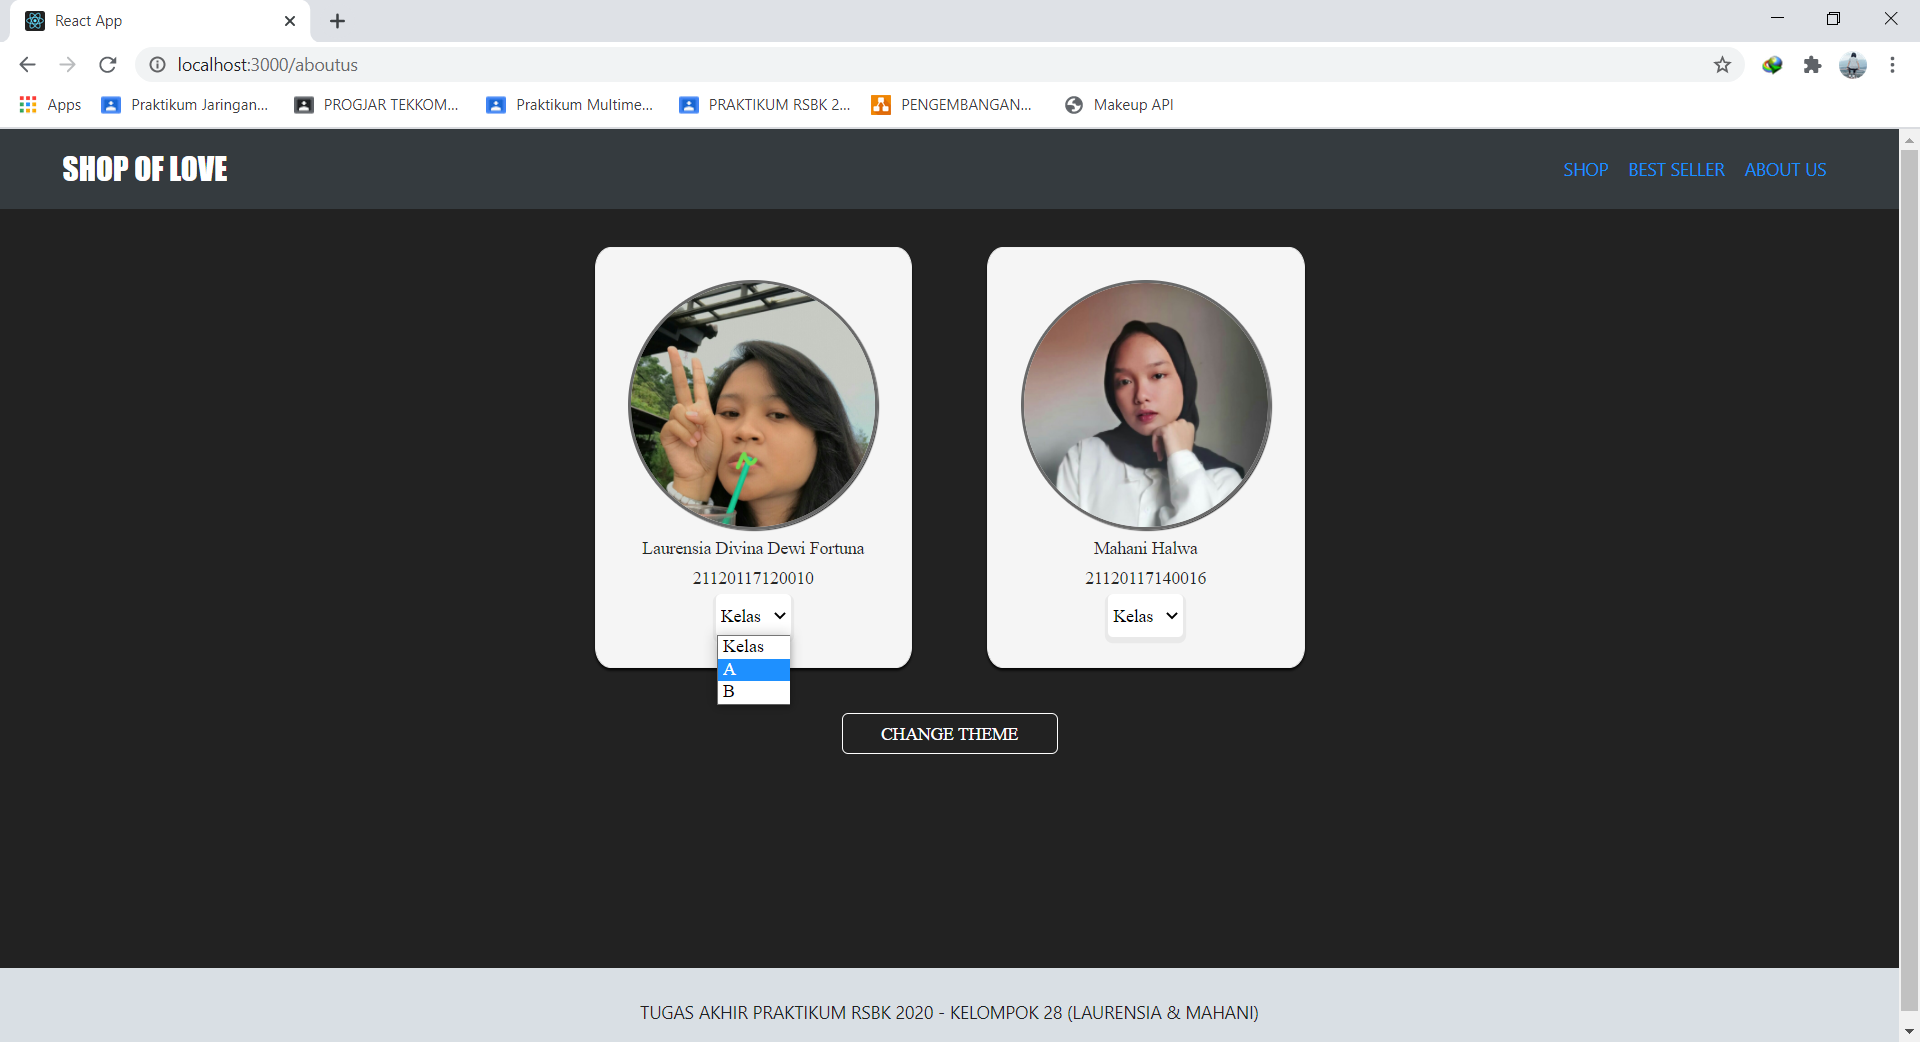 React App
localhost:3000/aboutus
Apps
Praktikum Jaringan...
PROGJAR TEKKOM...
Praktikum Multime...
PRAKTIKUM RSBK 2...
PENGEMBANGAN...
Makeup API
SHOP OF LOVE
SHOP
BEST SELLER
ABOUT US
Laurensia Divina Dewi Fortuna
21120117120010
Kelas
Kelas
A
B
Mahani Halwa
21120117140016
Kelas
CHANGE THEME
TUGAS AKHIR PRAKTIKUM RSBK 2020 - KELOMPOK 28 (LAURENSIA & MAHANI)